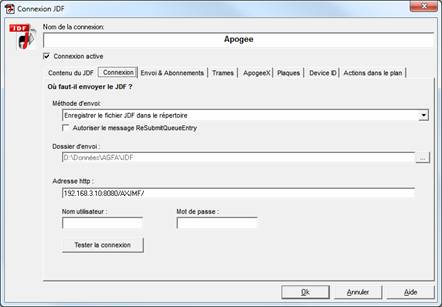 Connexion JDF
JDF
Nom de la connexion:
Apogee
Connexion active
Contenu du JDF
Connexion
Envoi & Abonnements
Trames
ApogeeX
Plaques
Device ID
Actions dans le plan
Où faut-il envoyer le JDF ?
Méthode d'envoi:
Enregistrer le fichier JDF dans le répertoire
Autoriser le message ReSubmitQueueEntry
Dossier d'envoi :
D:\Données\AGFA\JDF
...
Adresse http :
192.168.3.10:8080/AXJMF/
Nom utilisateur :
Mot de passe :
Tester la connexion
Ok
Annuler
Aide